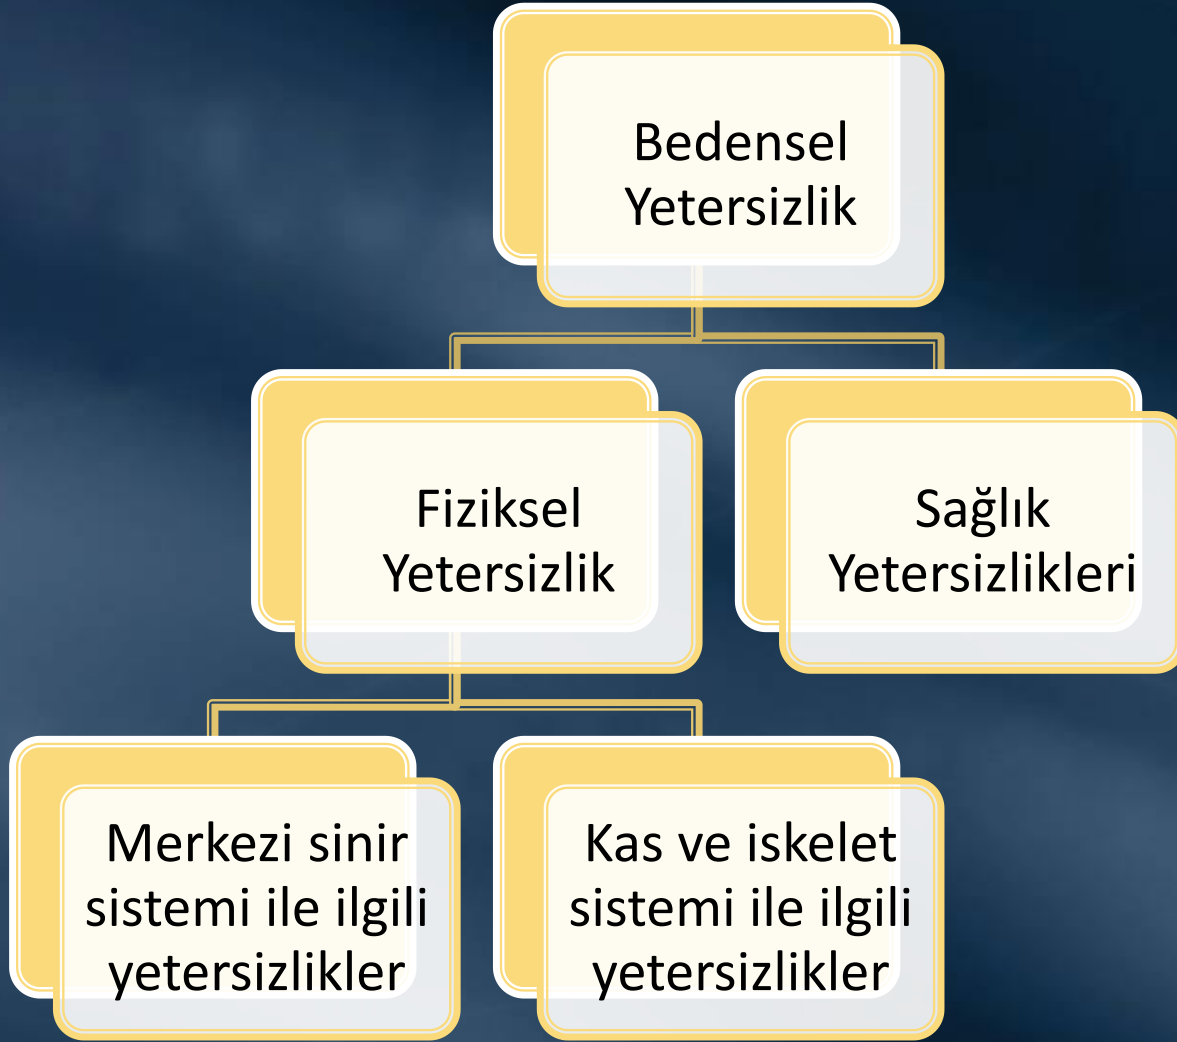 Bedensel
Yetersizlik
Fiziksel
Yetersizlik
Sağlık
Yetersizlikleri
Merkezi sinir
sistemi ile ilgili
yetersizlikler
Kas ve iskelet
sistemi ile ilgili
yetersizlikler